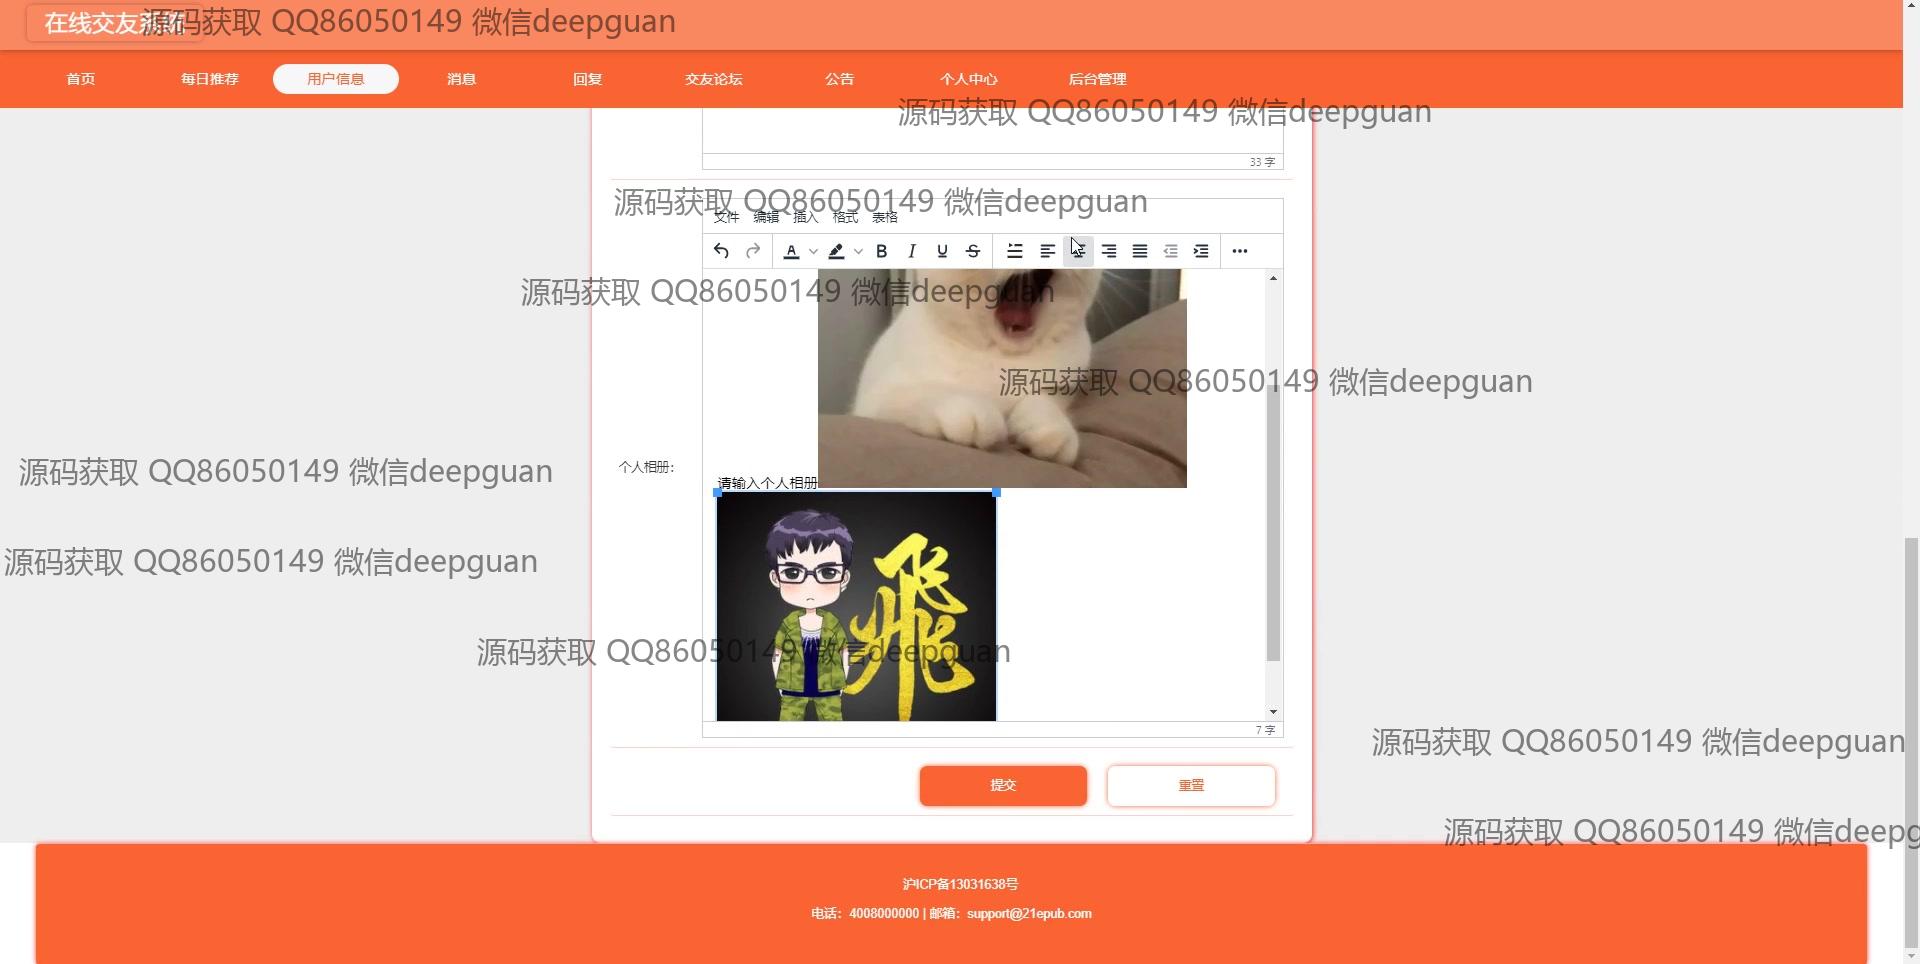 在线交友系统
源码获取 QQ86050149 微信deepguan
首页 每日推荐 用户信息 消息 回复 交友论坛 公告 个人中心 后台管理
源码获取 QQ86050149 微信deepguan
33 字
源码获取 QQ86050149 微信deepguan
文件 编辑 插入 格式 表格
源码获取 QQ86050149 微信deepguan
源码获取 QQ86050149 微信deepguan
个人相册：
源码获取 QQ86050149 微信deepguan
请输入个人相册
飛
源码获取 QQ86050149 微信deepguan
源码获取 QQ86050149 微信deepguan
7 字
源码获取 QQ86050149 微信deepguan
提交 重置
源码获取 QQ86050149 微信deepg
沪ICP备13031638号
电话：4008000000 | 邮箱：support@21epub.com